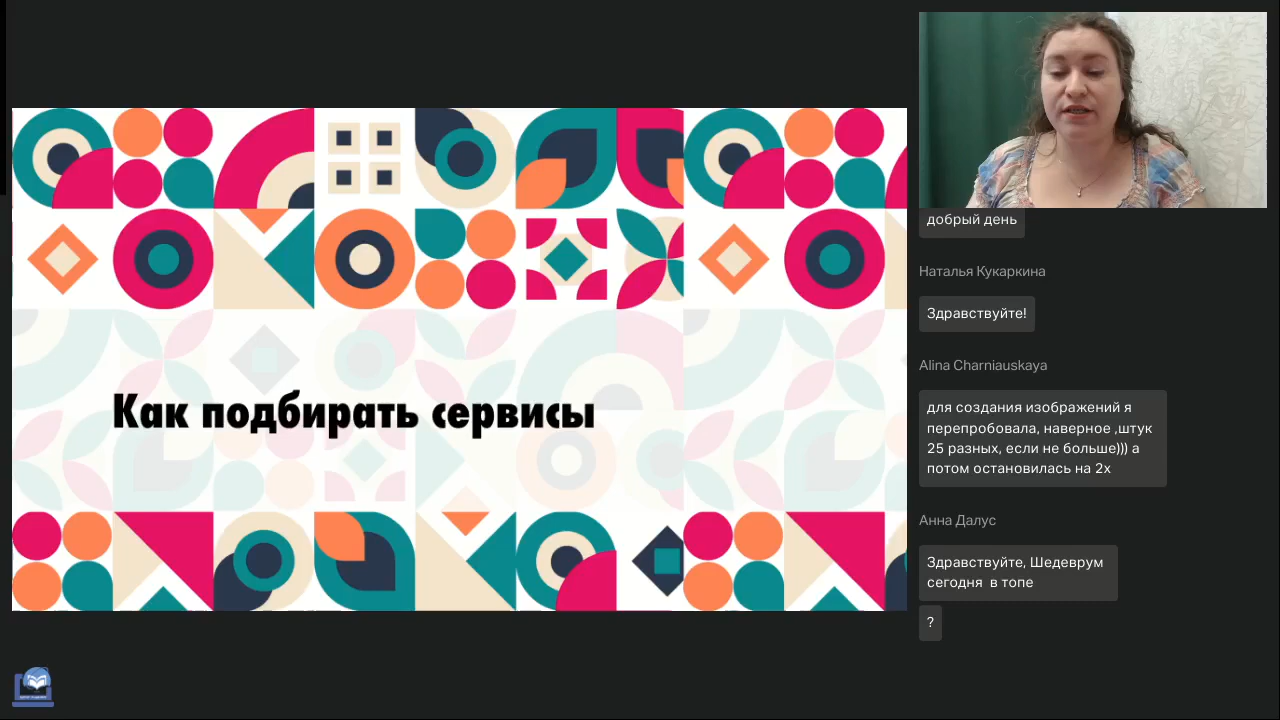 Как подбирать сервисы
добрый день
Наталья Кукаркина
Здравствуйте!
Alina Charniauskaya
для создания изображений я
перепробовала, наверное ,штук
25 разных, если не больше))) а
потом остановилась на 2х
Анна Далус
Здравствуйте, Шедеврум
сегодня в топе
?